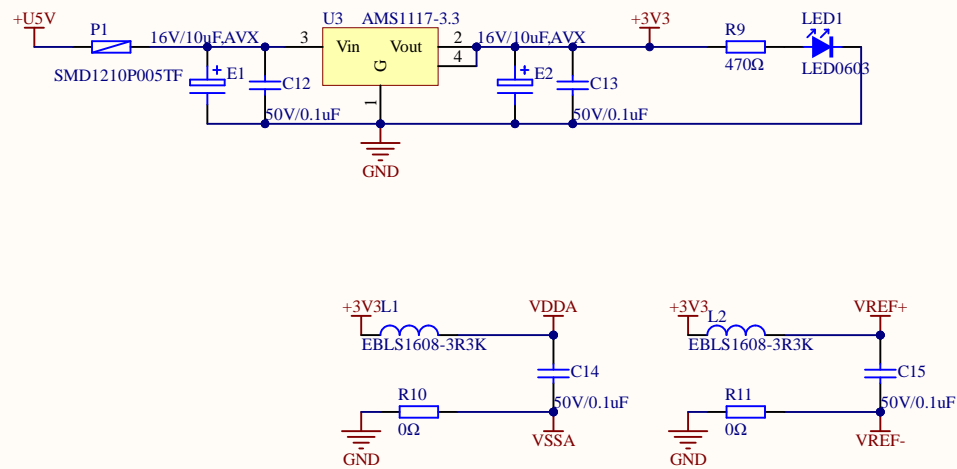 +U5V
P1
SMD1210P005TF
16V/10uF,AVX
E1
C12
50V/0.1uF
U3
AMS1117-3.3
3
Vin
Vout
G
1
2
4
16V/10uF,AVX
E2
C13
50V/0.1uF
+3V3
R9
470Ω
LED1
LED0603
GND
+3V3
L1
EBLS1608-3R3K
VDDA
C14
50V/0.1uF
R10
0Ω
GND
VSSA
+3V3
L2
EBLS1608-3R3K
VREF+
C15
50V/0.1uF
R11
0Ω
GND
VREF-